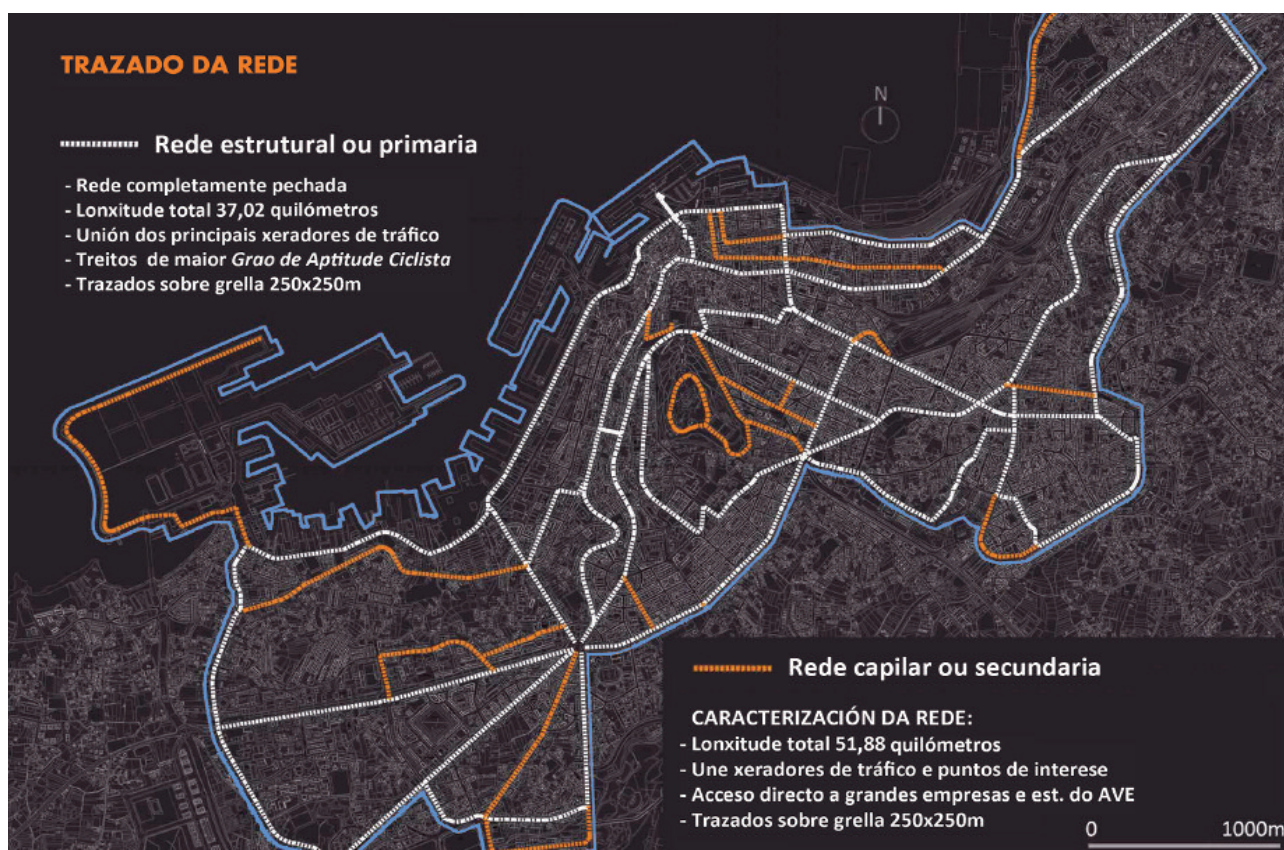 TRAZADO DA REDE
Rede estrutural ou primaria
- Rede completamente pechada
- Lonxitude total 37,02 quilómetros
- Unión dos principais xeradores de tráfico
- Treitos de maior Grao de Aptitude Ciclista
- Trazados sobre grella 250x250m
N
Rede capilar ou secundaria
CARACTERIZACIÓN DA REDE:
- Lonxitude total 51,88 quilómetros
- Une xeradores de tráfico e puntos de interese
- Acceso directo a grandes empresas e est. do AVE
- Trazados sobre grella 250x250m
0 1000m